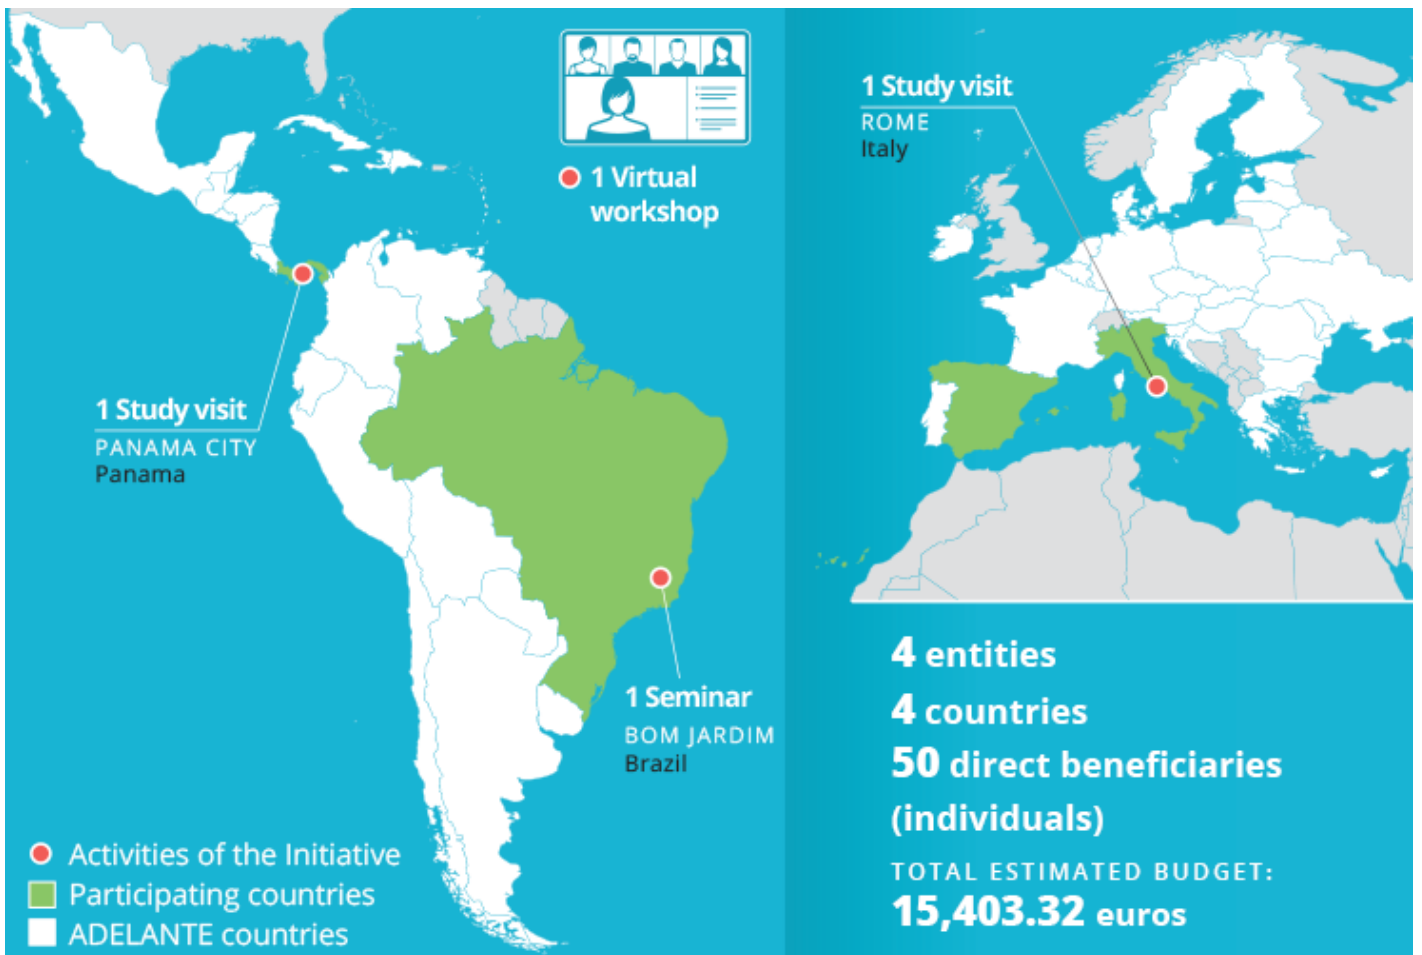 1 Virtual
workshop
1 Study visit
PANAMA CITY
Panama
1 Seminar
BOM JARDIM
Brazil
Activities of the Initiative
Participating countries
ADELANTE countries
1 Study visit
ROME
Italy
4 entities
4 countries
50 direct beneficiaries
(individuals)
TOTAL ESTIMATED BUDGET:
15,403.32 euros